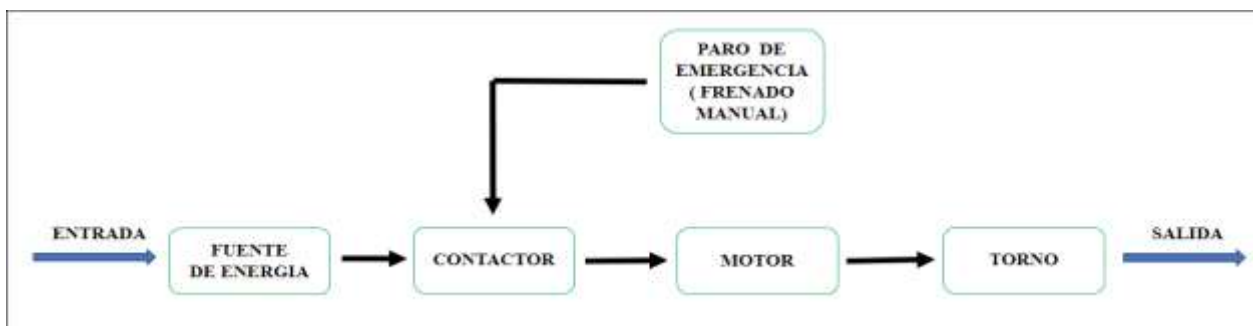 PARO DE
EMERGENCIA
( FRENADO
MANUAL)
ENTRADA
FUENTE
DE ENERGIA
CONTACTOR
MOTOR
TORNO
SALIDA